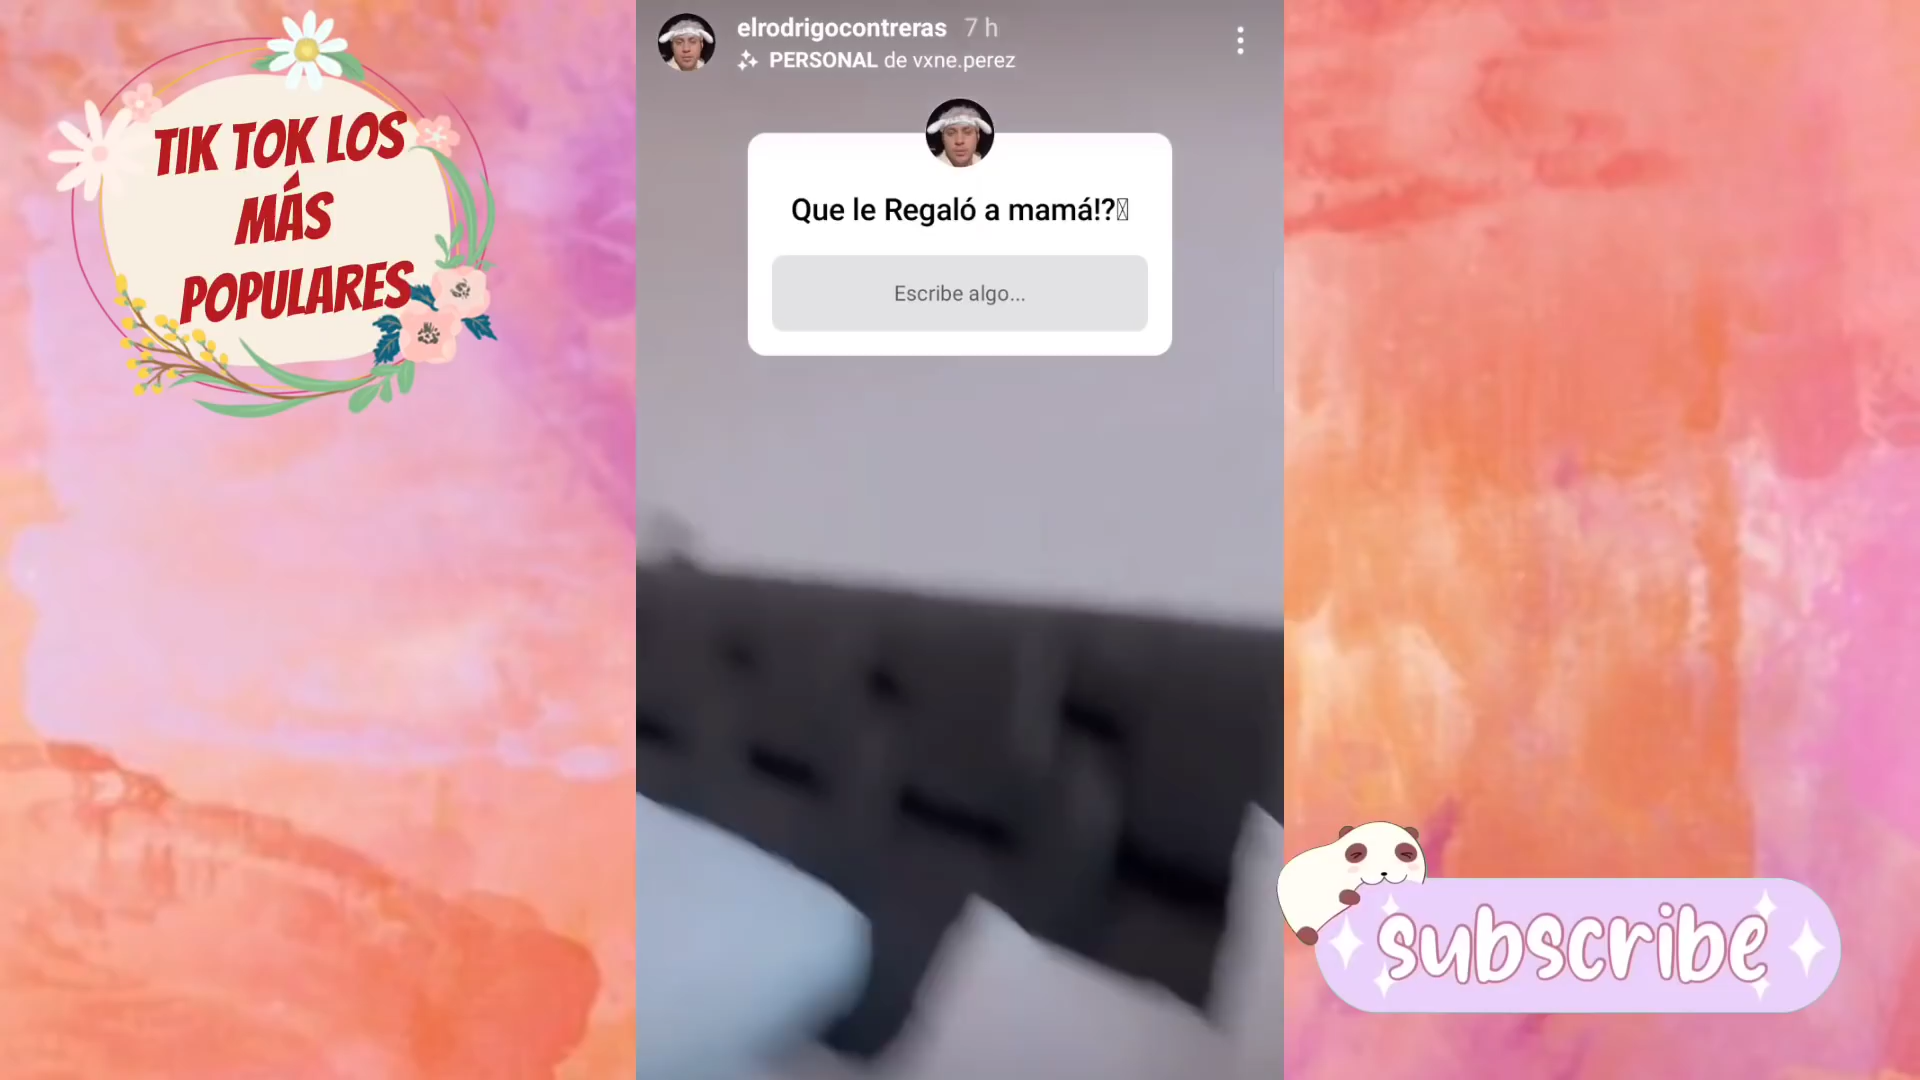 TIK TOK LOS
MÁS
POPULARES
elrodrigocontreras 7 h
PERSONAL de vxne.perez
Que le Regaló a mamá!?
Escribe algo...
subscribe